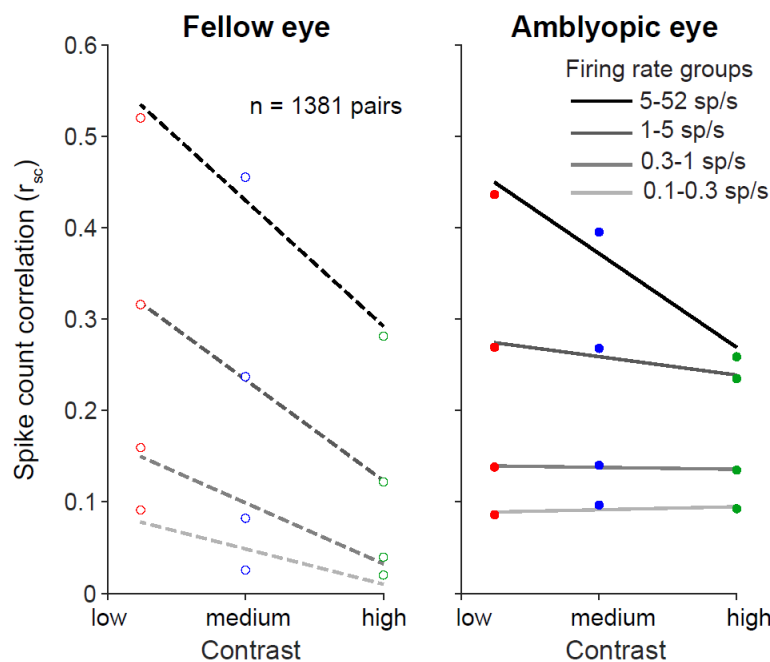 Fellow eye
Amblyopic eye
Spike count correlation (rsc)
0.6
0.5
0.4
0.3
0.2
0.1
0
n = 1381 pairs
Firing rate groups
5-52 sp/s
1-5 sp/s
0.3-1 sp/s
0.1-0.3 sp/s
low medium high
Contrast
low medium high
Contrast